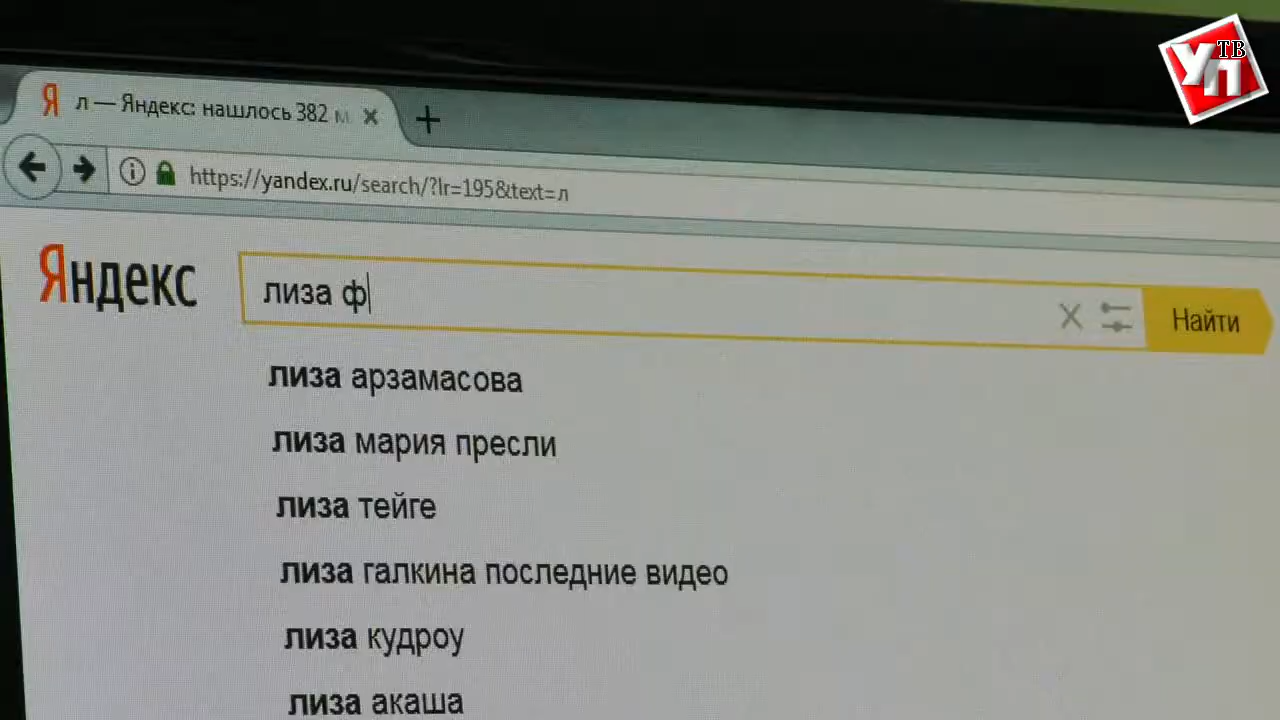 УП ТВ
л — Яндекс: нашлось 382 м
https://yandex.ru/search/?lr=195&text=л
Яндекс
лиза ф
Найти
лиза арзамасова
лиза мария пресли
лиза тейге
лиза галкина последние видео
лиза кудроу
лиза акаша